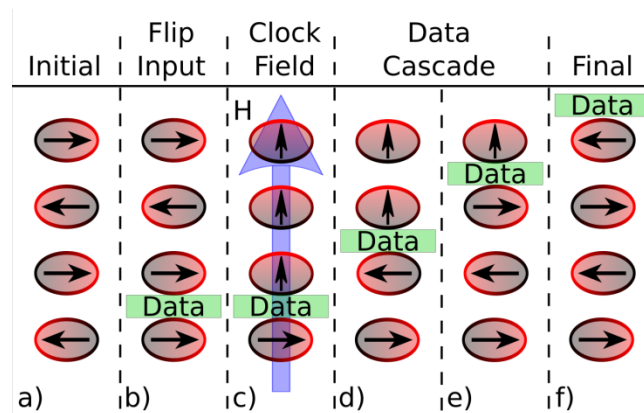 Initial
Flip
Input
Clock
Field
Data
Cascade
Final
H
Data
Data
Data
Data
Data
a)
b)
c)
d)
e)
f)